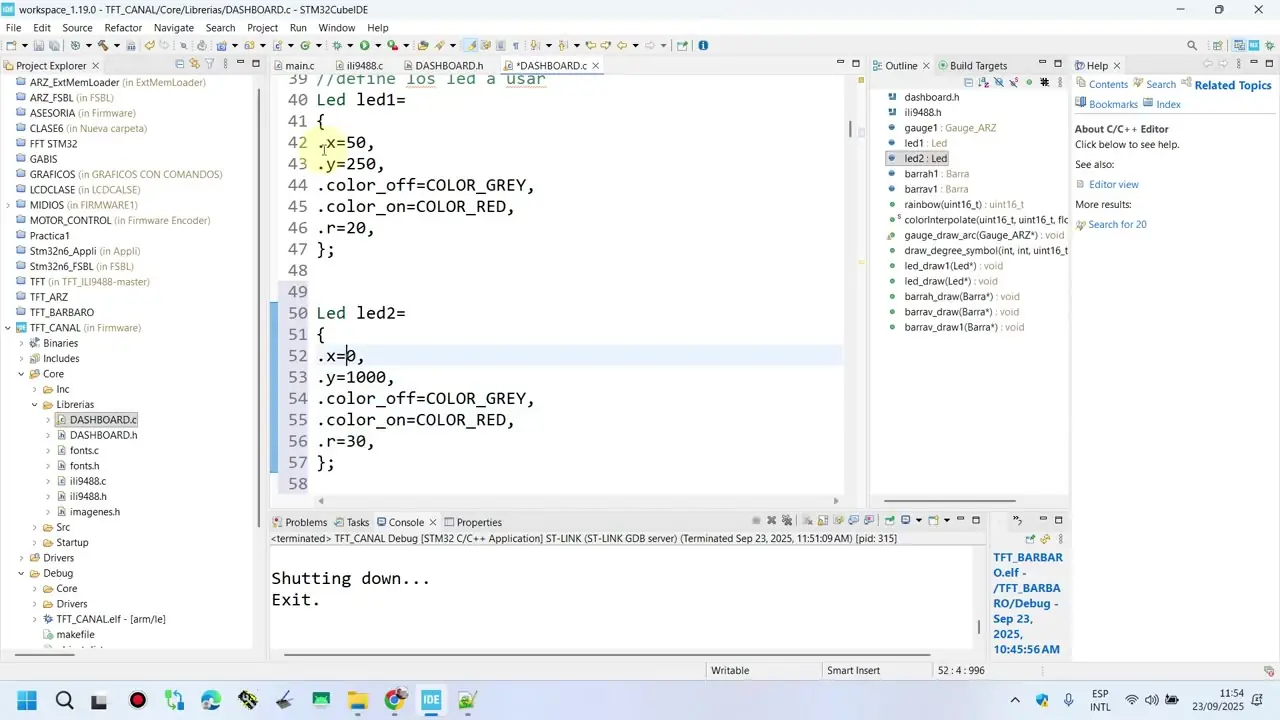 workspace_1.19.0 - TFT_CANAL/Core/Librerias/DASHBOARD.c - STM32CubeIDE
File Edit Source Refactor Navigate Search Project Run Window Help
Project Explorer
ARZ_ExtMemLoader (in ExtMemLoader)
ARZ_FSBL (in FSBL)
ASESORIA (in Firmware)
CLASE6 (in Nueva carpeta)
FFT STM32
GABIS
GRAFICOS (in GRAFICOS CON COMANDOS)
LCDCLASE (in LCDCALSE)
MIDIOS (in FIRMWARE1)
MOTOR_CONTROL (in Firmware Encoder)
Practica1
Stm32n6_Appli (in Appli)
Stm32n6_FSBL (in FSBL)
TFT (in TFT_ILI9488-master)
TFT_ARZ
TFT_BARBARO
TFT_CANAL (in Firmware)
Binaries
Includes
Core
Inc
Librerias
DASHBOARD.c
DASHBOARD.h
fonts.c
fonts.h
ili9488.c
ili9488.h
imagenes.h
Src
Startup
Drivers
Debug
Core
Drivers
TFT_CANAL.elf - [arm/le]
makefile
main.c ili9488.c DASHBOARD.h *DASHBOARD.c
39 //define los led a usar
40 Led led1=
41 {
42 .x=50,
43 .y=250,
44 .color_off=COLOR_GREY,
45 .color_on=COLOR_RED,
46 .r=20,
47 };
48
49
50 Led led2=
51 {
52 .x=0,
53 .y=1000,
54 .color_off=COLOR_GREY,
55 .color_on=COLOR_RED,
56 .r=30,
57 };
58
Outline Build Targets
dashboard.h
ili9488.h
gauge1 : Gauge_ARZ
led1 : Led
led2 : Led
barrah1 : Barra
barrav1 : Barra
rainbow(uint16_t) : uint16_t
colorInterpolate(uint16_t, uint16_t, flo
gauge_draw_arc(Gauge_ARZ*) : void
draw_degree_symbol(int, int, uint16_t
led_draw1(Led*) : void
led_draw(Led*) : void
barrah_draw(Barra*) : void
barrav_draw(Barra*) : void
barrav_draw1(Barra*) : void
Help
Contents Search Related Topics
Bookmarks Index
About C/C++ Editor
Click below to see help.
See also:
Editor view
More results:
Search for 20
Problems Tasks Console Properties
<terminated> TFT_CANAL Debug [STM32 C/C++ Application] ST-LINK (ST-LINK GDB server) (Terminated Sep 23, 2025, 11:51:09 AM) [pid: 315]
Shutting down...
Exit.
TFT_BARBAR
O.elf -
/TFT_BARBA
RO/Debug -
Sep 23,
2025,
10:45:56 AM
Writable Smart Insert 52 : 4 : 996
IDE
ESP
INTL
11:54
23/09/2025